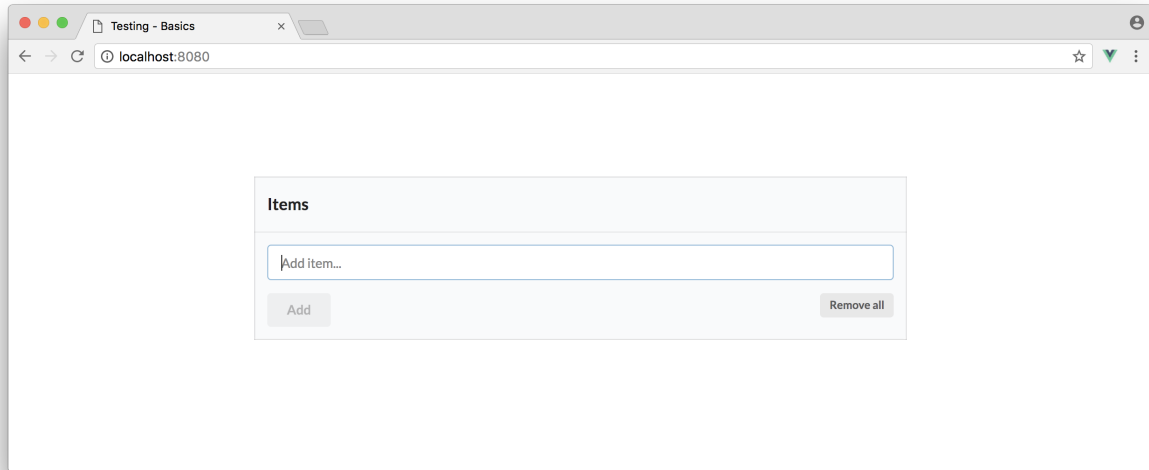 Testing - Basics
localhost:8080
Items
Add item...
Add
Remove all